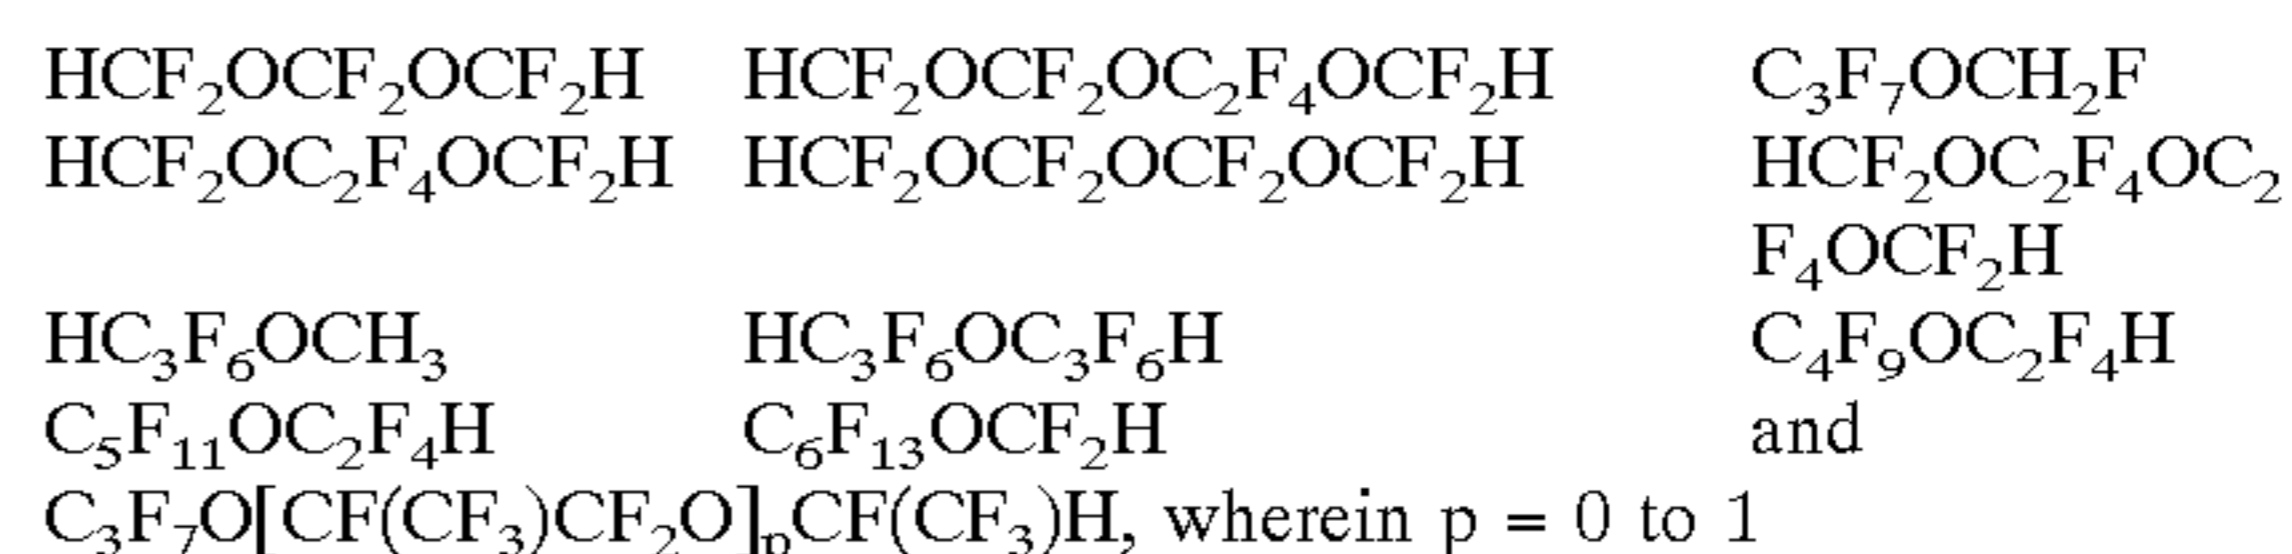 HCF₂OCF₂OCF₂H HCF₂OCF₂OC₂F₄OCF₂H C₃F₇OCH₂F
HCF₂OC₂F₄OCF₂H HCF₂OCF₂OCF₂OCF₂H HCF₂OC₂F₄OC₂
F₄OCF₂H
HC₃F₆OCH₃ HC₃F₆OC₃F₆H C₄F₉OC₂F₄H
C₅F₁₁OC₂F₄H C₆F₁₃OCF₂H and
C₃F₇O[CF(CF₃)CF₂O]ₚCF(CF₃)H, wherein p = 0 to 1